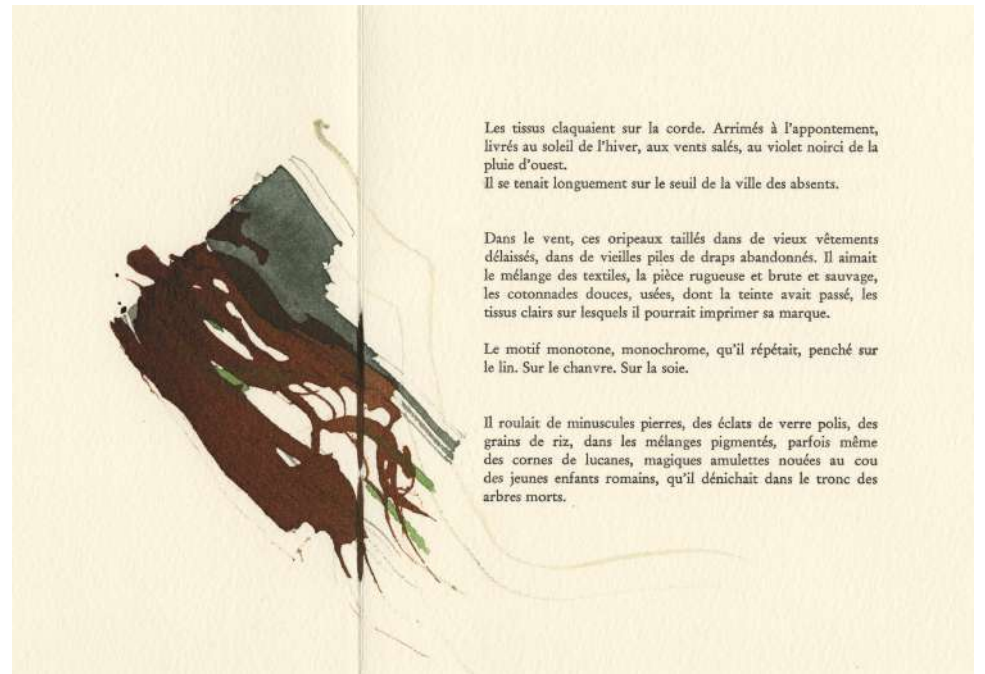 Les tissus claquaient sur la corde. Arrimés à l'appontement,
livrés au soleil de l'hiver, aux vents salés, au violet noirci de la
pluie d'ouest.
Il se tenait longuement sur le seuil de la ville des absents.
Dans le vent, ces oripeaux taillés dans de vieux vêtements
délaissés, dans de vieilles piles de draps abandonnés. Il aimait
le mélange des textiles, la pièce rugueuse et brute et sauvage,
les cotonnades douces, usées, dont la teinte avait passé, les
tissus clairs sur lesquels il pourrait imprimer sa marque.
Le motif monotone, monochrome, qu'il répétait, penché sur
le lin. Sur le chanvre. Sur la soie.
Il roulait de minuscules pierres, des éclats de verre polis, des
grains de riz, dans les mélanges pigmentés, parfois même
des cornes de lucanes, magiques amulettes nouées au cou
des jeunes enfants romains, qu'il dénichait dans le tronc des
arbres morts.